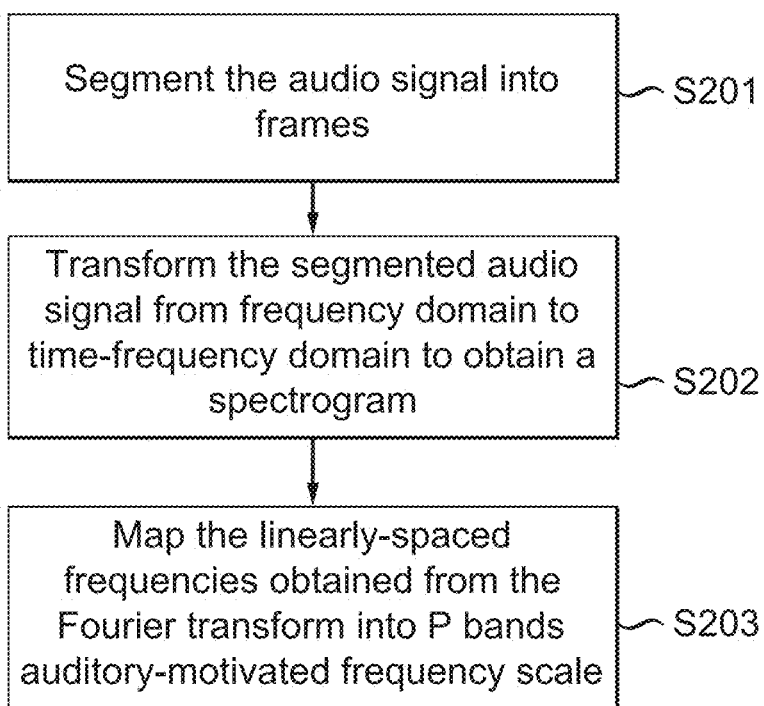 Segment the audio signal into
frames
S201
Transform the segmented audio
signal from frequency domain to
time-frequency domain to obtain a
spectrogram
S202
Map the linearly-spaced
frequencies obtained from the
Fourier transform into P bands
auditory-motivated frequency scale
S203